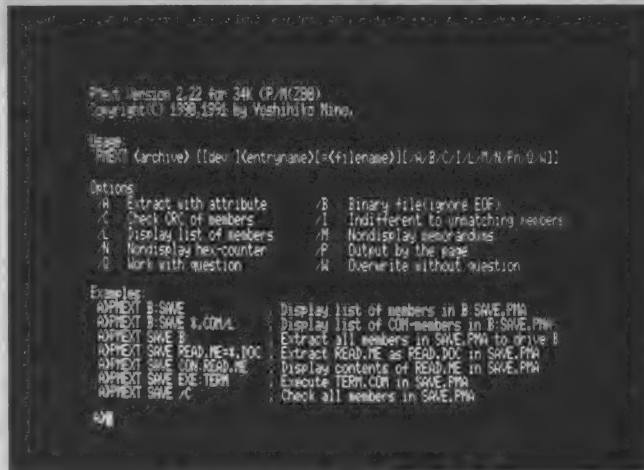 PMext Version 2.22 for 34K CP/M(Z80)
Copyright(C) 1990,1991 by Yoshihiko Mino.
Usage:
PMEXT <archive> [[dev:]<entryname>[=<filename>]][/A/B/C/I/L/M/N/Pn/Q/W]]
Options
/A Extract with attribute /B Binary file(ignore EOF)
/C Check CRC of members /I Indifferent to unmatching members
/L Display list of members /M Nondisplay memorandums
/N Nondisplay hex-counter /P Output by the page
/Q Work with question /W Overwrite without question
Examples:
A>PMEXT B:SAVE ; Display list of members in B:SAVE.PMA
A>PMEXT B:SAVE *.COM/L ; Display list of COM-members in B:SAVE.PMA
A>PMEXT SAVE B: ; Extract all members in SAVE.PMA to drive B
A>PMEXT SAVE READ.ME=*.DOC ; Extract READ.ME as READ.DOC in SAVE.PMA
A>PMEXT SAVE CON:READ.ME ; Display contents of READ.ME in SAVE.PMA
A>PMEXT SAVE EXE:TERM ; Execute TERM.COM in SAVE.PMA
A>PMEXT SAVE /C ; Check all members in SAVE.PMA
A>